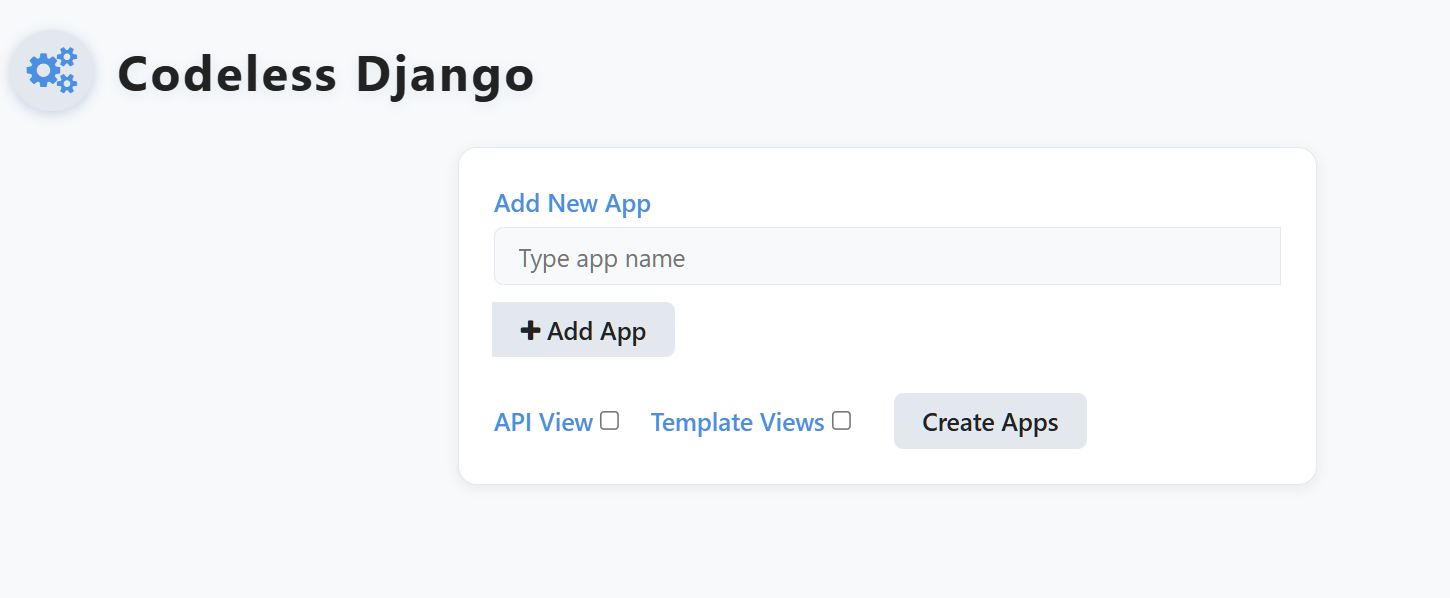 Codeless Django
Add New App
Type app name
Add App
API View Template Views Create Apps